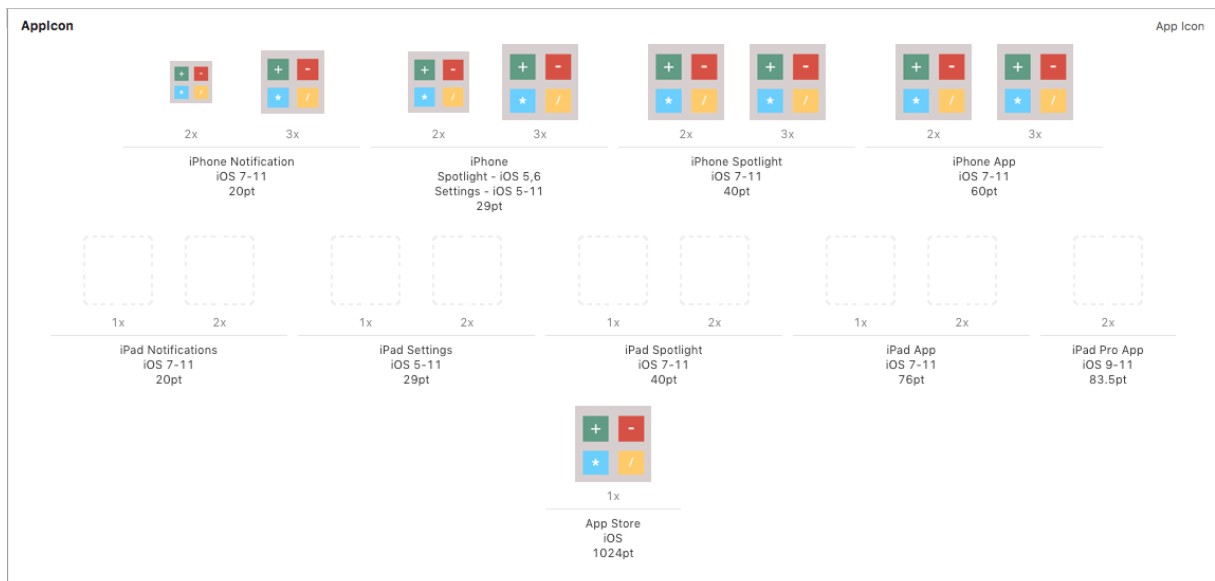 AppIcon
App Icon
+ - + - + - + - + - + - + - + -
* / * / * / * / * / * / * / * /
2x 3x 2x 3x 2x 3x 2x 3x
iPhone Notification
iOS 7-11
20pt
iPhone
Spotlight - iOS 5,6
Settings - iOS 5-11
29pt
iPhone Spotlight
iOS 7-11
40pt
iPhone App
iOS 7-11
60pt
1x 2x 1x 2x 1x 2x 1x 2x 2x
iPad Notifications
iOS 7-11
20pt
iPad Settings
iOS 5-11
29pt
iPad Spotlight
iOS 7-11
40pt
iPad App
iOS 7-11
76pt
iPad Pro App
iOS 9-11
83.5pt
+ -
* /
1x
App Store
iOS
1024pt